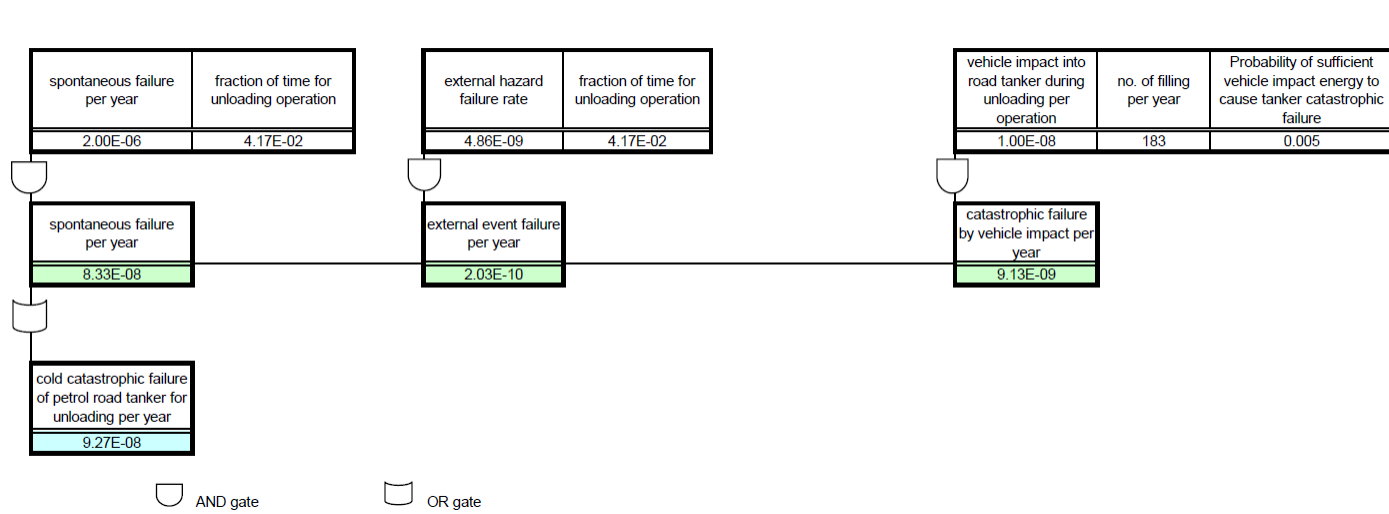 spontaneous failure
per year
fraction of time for
unloading operation
2.00E-06
4.17E-02
external hazard
failure rate
fraction of time for
unloading operation
4.86E-09
4.17E-02
vehicle impact into
road tanker during
unloading per
operation
no. of filling
per year
Probability of sufficient
vehicle impact energy to
cause tanker catastrophic
failure
1.00E-08
183
0.005
spontaneous failure
per year
8.33E-08
external event failure
per year
2.03E-10
catastrophic failure
by vehicle impact per
year
9.13E-09
cold catastrophic failure
of petrol road tanker for
unloading per year
9.27E-08
AND gate
OR gate